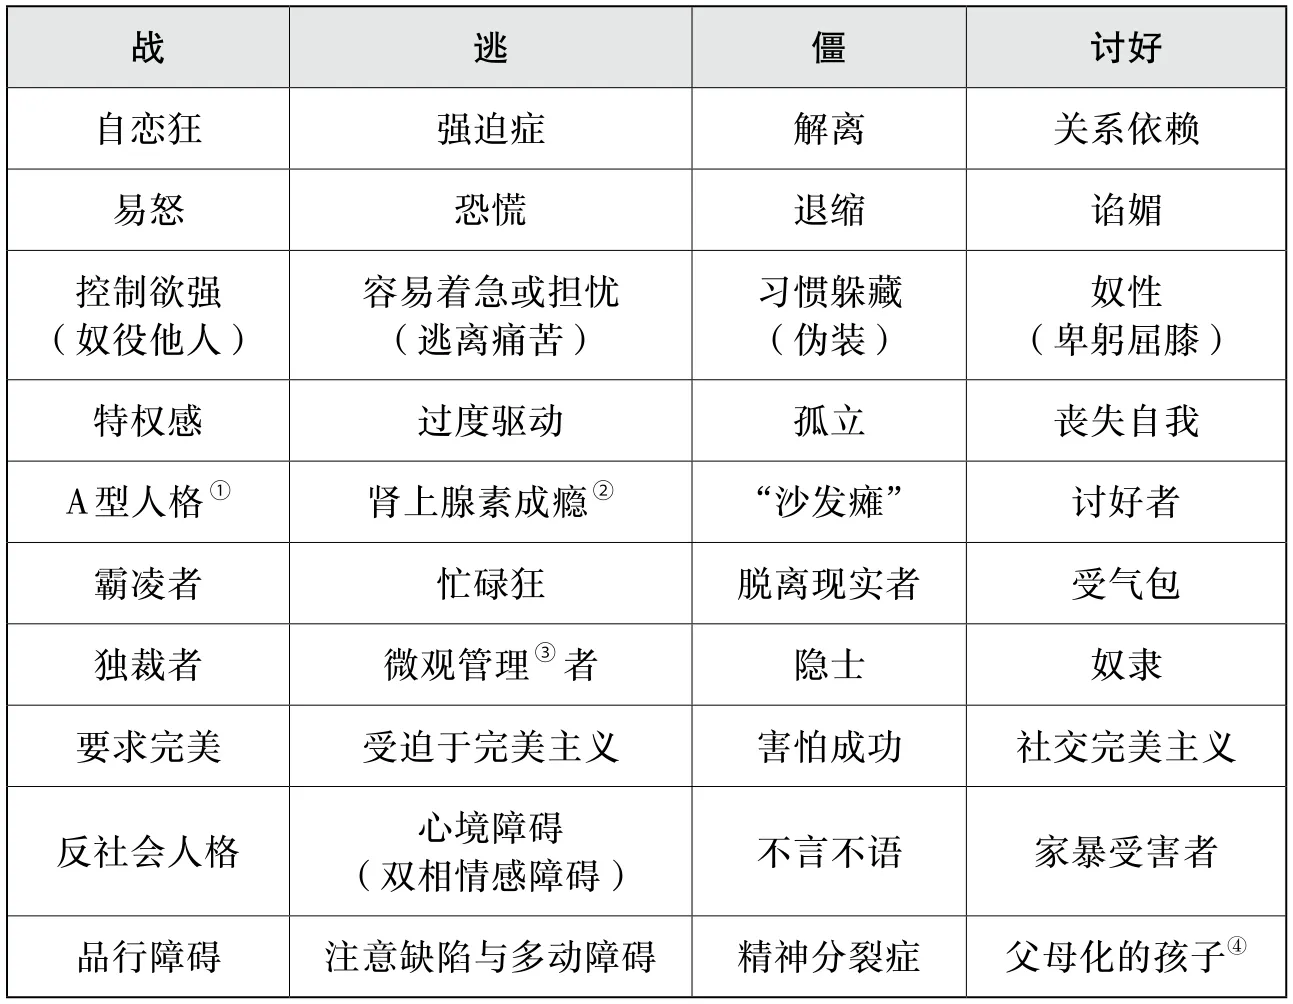 战 逃 僵 讨好
自恋狂 强迫症 解离 关系依赖
易怒 恐慌 退缩 谄媚
控制欲强 容易着急或担忧 习惯躲藏 奴性
（奴役他人） （逃离痛苦） （伪装） （卑躬屈膝）
特权感 过度驱动 孤立 丧失自我
A型人格① 肾上腺素成瘾② “沙发瘫” 讨好者
霸凌者 忙碌狂 脱离现实者 受气包
独裁者 微观管理③者 隐士 奴隶
要求完美 受迫于完美主义 害怕成功 社交完美主义
反社会人格 心境障碍 不言不语 家暴受害者
（双相情感障碍）
品行障碍 注意缺陷与多动障碍 精神分裂症 父母化的孩子④